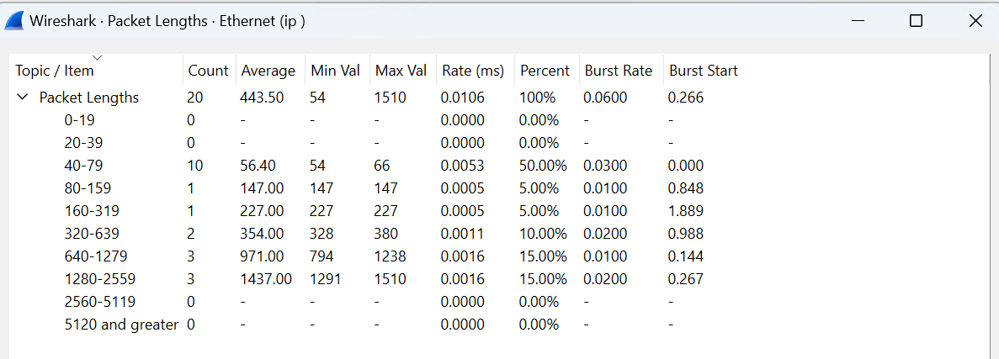 Wireshark · Packet Lengths · Ethernet (ip )
Topic / Item Count Average Min Val Max Val Rate (ms) Percent Burst Rate Burst Start
Packet Lengths 20 443.50 54 1510 0.0106 100% 0.0600 0.266
0-19 0 - - - 0.0000 0.00% - -
20-39 0 - - - 0.0000 0.00% - -
40-79 10 56.40 54 66 0.0053 50.00% 0.0300 0.000
80-159 1 147.00 147 147 0.0005 5.00% 0.0100 0.848
160-319 1 227.00 227 227 0.0005 5.00% 0.0100 1.889
320-639 2 354.00 328 380 0.0011 10.00% 0.0200 0.988
640-1279 3 971.00 794 1238 0.0016 15.00% 0.0100 0.144
1280-2559 3 1437.00 1291 1510 0.0016 15.00% 0.0200 0.267
2560-5119 0 - - - 0.0000 0.00% - -
5120 and greater 0 - - - 0.0000 0.00% - -